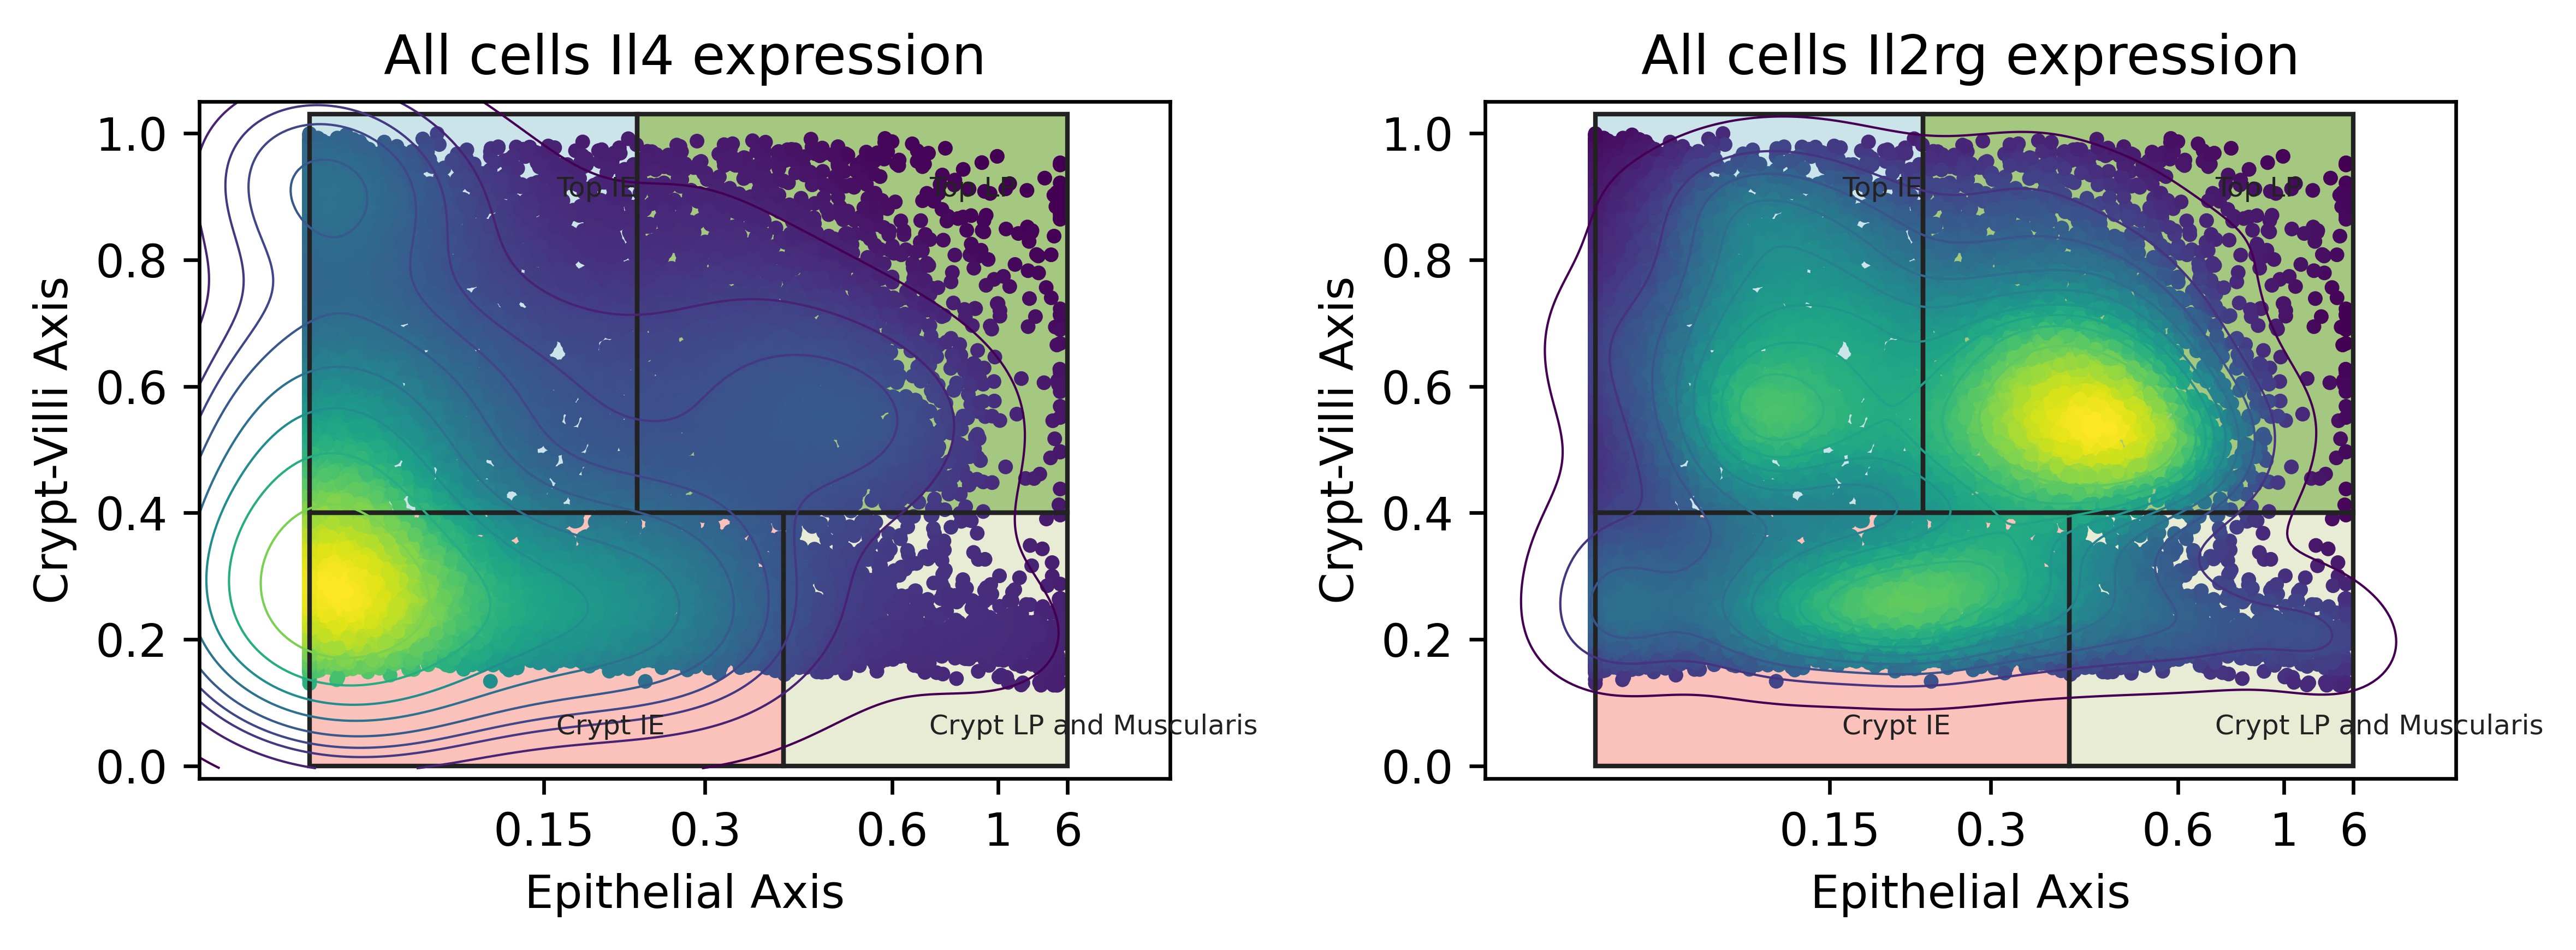 All cells Il4 expression
1.0
0.8
0.6
0.4
0.2
0.0
Crypt-Villi Axis
Top IE
Top LP
Crypt IE
Crypt LP and Muscularis
0.15 0.3 0.6 1 6
Epithelial Axis
All cells Il2rg expression
1.0
0.8
0.6
0.4
0.2
0.0
Crypt-Villi Axis
Top IE
Top LP
Crypt IE
Crypt LP and Muscularis
0.15 0.3 0.6 1 6
Epithelial Axis